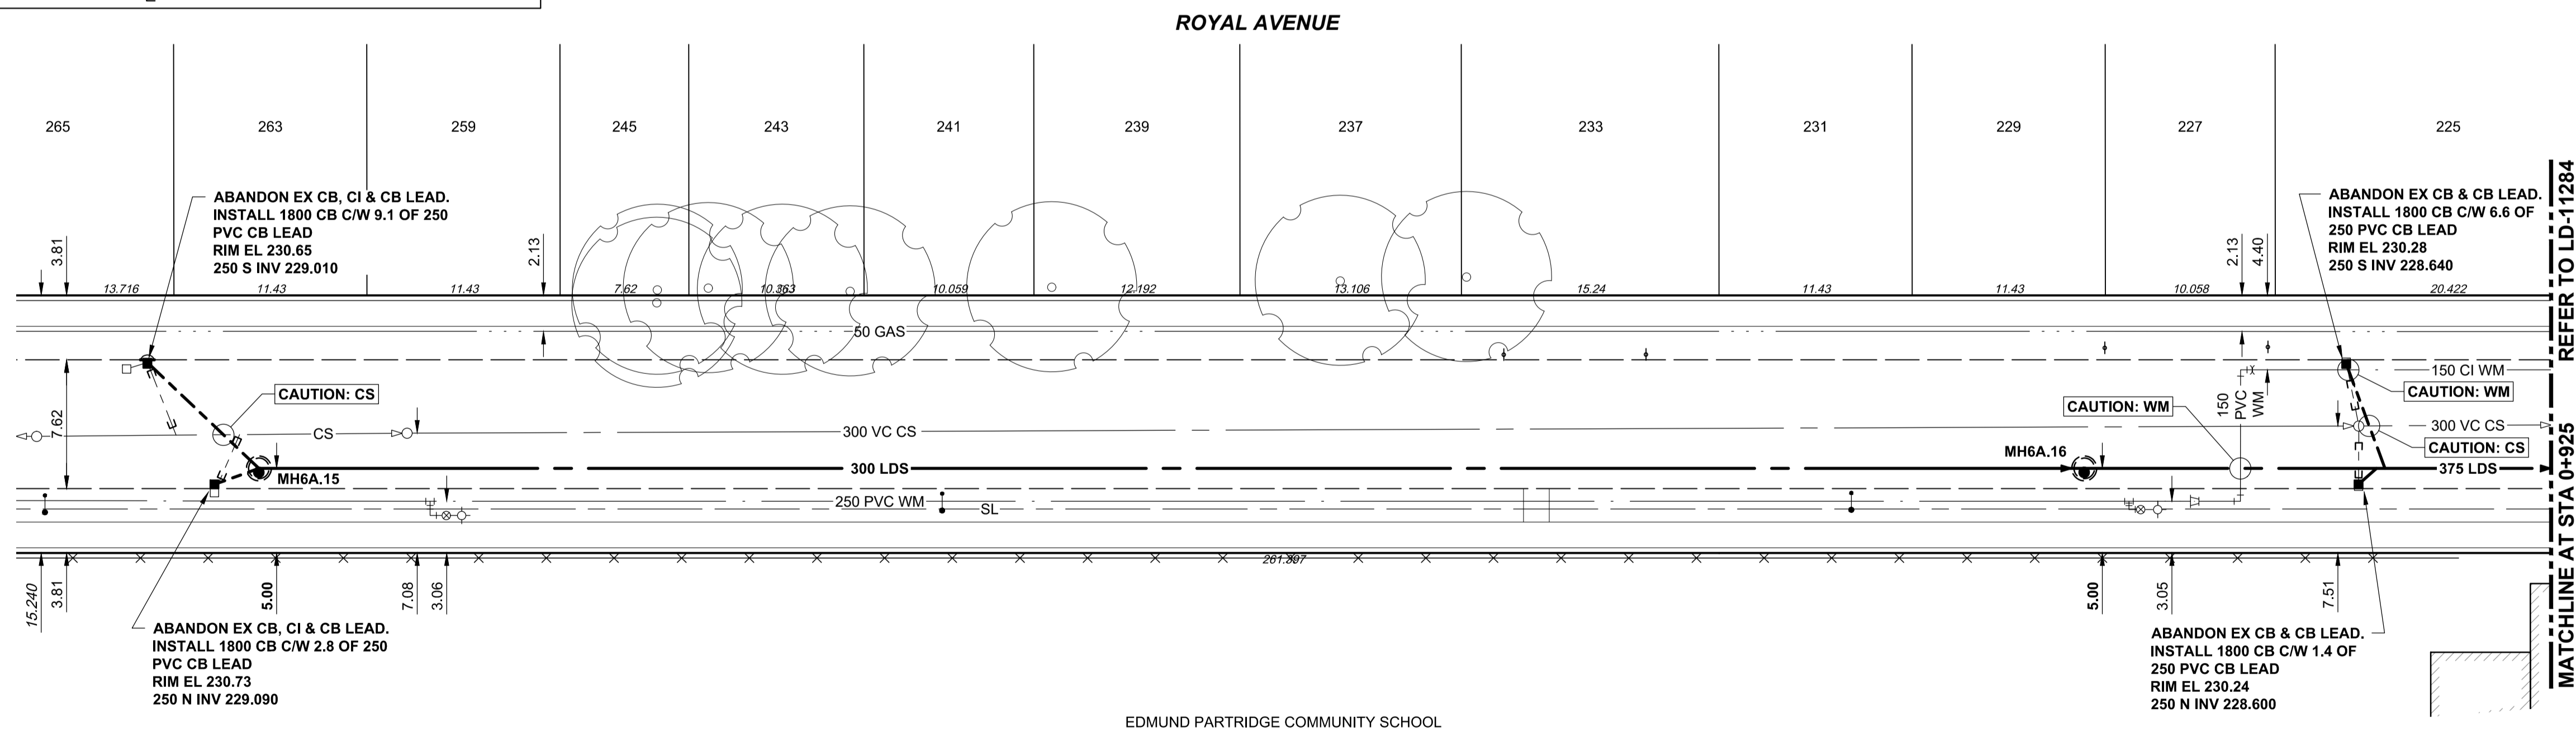 ROYAL AVENUE
265
263
259
245
243
241
239
237
233
231
229
227
225
ABANDON EX CB, CI & CB LEAD.
INSTALL 1800 CB C/W 9.1 OF 250
PVC CB LEAD
RIM EL 230.65
250 S INV 229.010
ABANDON EX CB & CB LEAD.
INSTALL 1800 CB C/W 6.6 OF
250 PVC CB LEAD
RIM EL 230.28
250 S INV 228.640
3.81
2.13
2.13
4.40
13.716
11.43
11.43
7.62
10.363
10.059
12.192
13.106
15.24
11.43
11.43
10.058
20.422
50 GAS
150 CI WM
CAUTION: WM
CAUTION: CS
CAUTION: WM
150
PVC
WM
7.62
CS
300 VC CS
300 VC CS
CAUTION: CS
MH6A.15
300 LDS
MH6A.16
375 LDS
250 PVC WM
SL
261.897
15.240
3.81
5.00
7.08
3.06
5.00
3.05
7.51
ABANDON EX CB, CI & CB LEAD.
INSTALL 1800 CB C/W 2.8 OF 250
PVC CB LEAD
RIM EL 230.73
250 N INV 229.090
ABANDON EX CB & CB LEAD.
INSTALL 1800 CB C/W 1.4 OF
250 PVC CB LEAD
RIM EL 230.24
250 N INV 228.600
EDMUND PARTRIDGE COMMUNITY SCHOOL
MATCHLINE AT STA 0+925 REFER TO LD-11284